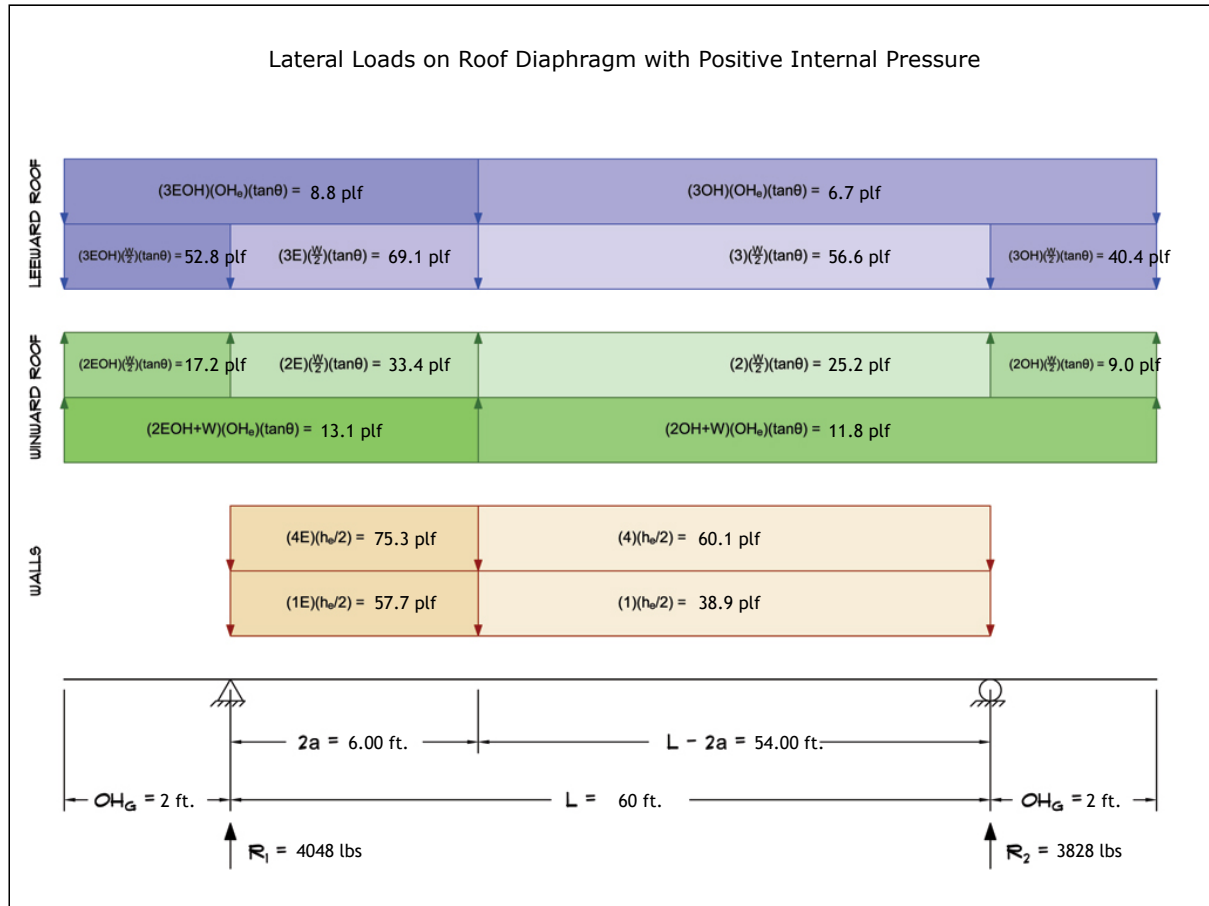 Lateral Loads on Roof Diaphragm with Positive Internal Pressure
LEEWARD ROOF
(3EOH)(OHₑ)(tanθ) = 8.8 plf
(3OH)(OHₑ)(tanθ) = 6.7 plf
(3EOH)(W/2)(tanθ) = 52.8 plf
(3E)(W/2)(tanθ) = 69.1 plf
(3)(W/2)(tanθ) = 56.6 plf
(3OH)(W/2)(tanθ) = 40.4 plf
WINWARD ROOF
(2EOH)(W/2)(tanθ) = 17.2 plf
(2E)(W/2)(tanθ) = 33.4 plf
(2)(W/2)(tanθ) = 25.2 plf
(2OH)(W/2)(tanθ) = 9.0 plf
(2EOH+W)(OHₑ)(tanθ) = 13.1 plf
(2OH+W)(OHₑ)(tanθ) = 11.8 plf
WALLS
(4E)(hₑ/2) = 75.3 plf
(4)(hₑ/2) = 60.1 plf
(1E)(hₑ/2) = 57.7 plf
(1)(hₑ/2) = 38.9 plf
2a = 6.00 ft.
L - 2a = 54.00 ft.
OH_G = 2 ft.
L = 60 ft.
OH_G = 2 ft.
R₁ = 4048 lbs
R₂ = 3828 lbs